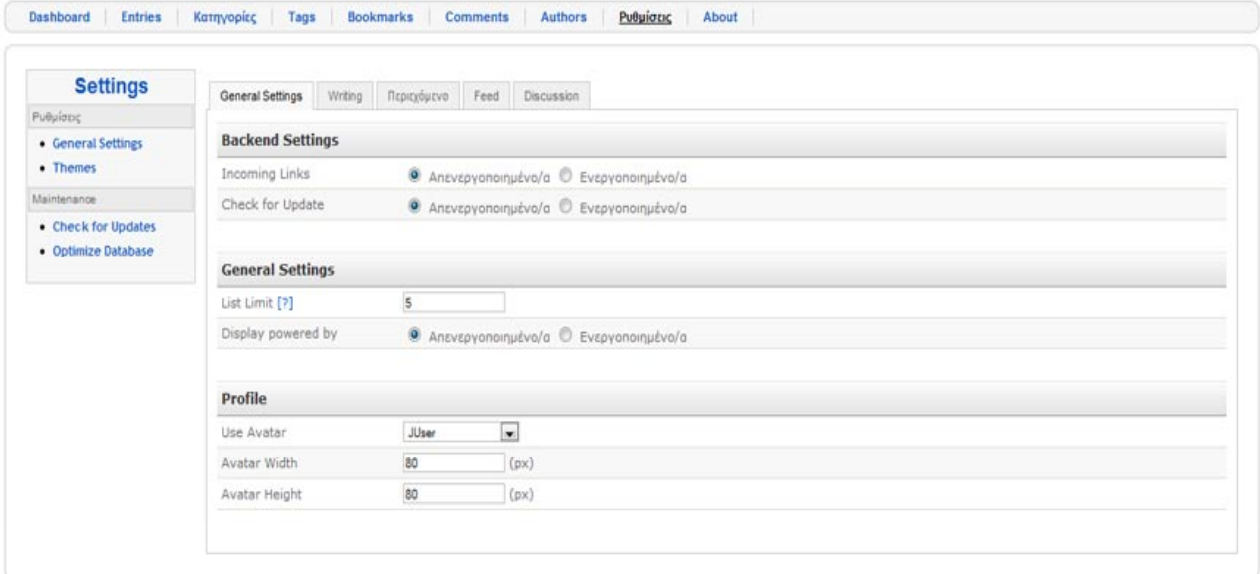 Dashboard Entries Κατηγορίες Tags Bookmarks Comments Authors Ρυθμίσεις About
Settings
Ρυθμίσεις
General Settings
Themes
Maintenance
Check for Updates
Optimize Database
General Settings Writing Περιεχόμενο Feed Discussion
Backend Settings
Incoming Links Απενεργοποιημένο/α Ενεργοποιημένο/α
Check for Update Απενεργοποιημένο/α Ενεργοποιημένο/α
General Settings
List Limit [?] 5
Display powered by Απενεργοποιημένο/α Ενεργοποιημένο/α
Profile
Use Avatar JUser
Avatar Width 80 (px)
Avatar Height 80 (px)